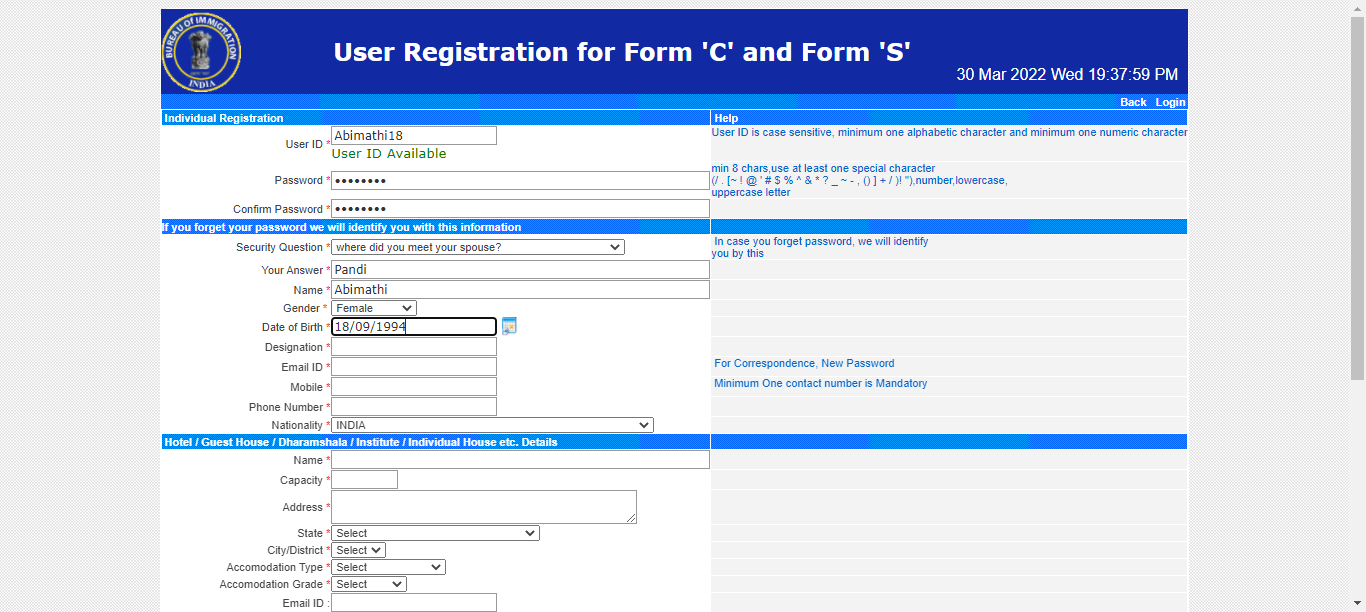 BUREAU OF IMMIGRATION
INDIA
User Registration for Form 'C' and Form 'S'
30 Mar 2022 Wed 19:37:59 PM
Back Login
Individual Registration Help
User ID * Abimathi18 User ID is case sensitive, minimum one alphabetic character and minimum one numeric character
User ID Available
Password * •••••••• min 8 chars,use at least one special character
(/ . [~ ! @ ' # $ % ^ & * ? _ ~ - , () ] + / )! "),number,lowercase,
uppercase letter
Confirm Password * ••••••••
If you forget your password we will identify you with this information
Security Question * where did you meet your spouse? In case you forget password, we will identify
you by this
Your Answer * Pandi
Name * Abimathi
Gender * Female
Date of Birth * 18/09/1994
Designation *
Email ID * For Correspondence, New Password
Mobile * Minimum One contact number is Mandatory
Phone Number *
Nationality * INDIA
Hotel / Guest House / Dharamshala / Institute / Individual House etc. Details
Name *
Capacity *
Address *
State * Select
City/District * Select
Accomodation Type * Select
Accomodation Grade * Select
Email ID :